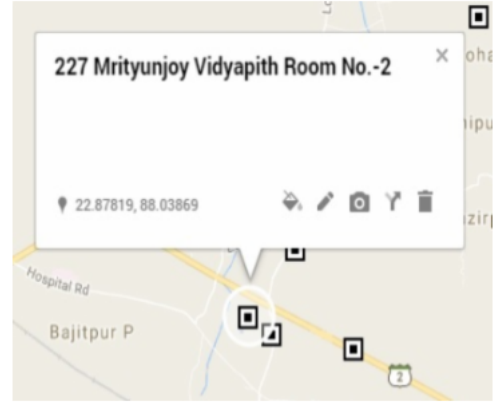 227 Mrityunjoy Vidyapith Room No.-2
22.87819, 88.03869
Hospital Rd
Bajitpur P
2